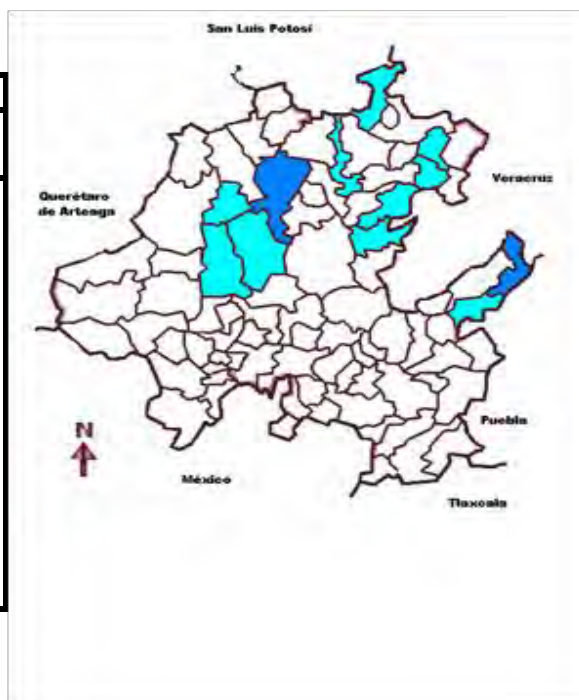 San Luis Potosí
Querétaro
de Arteaga
Veracruz
Puebla
N
México
Tlaxcala